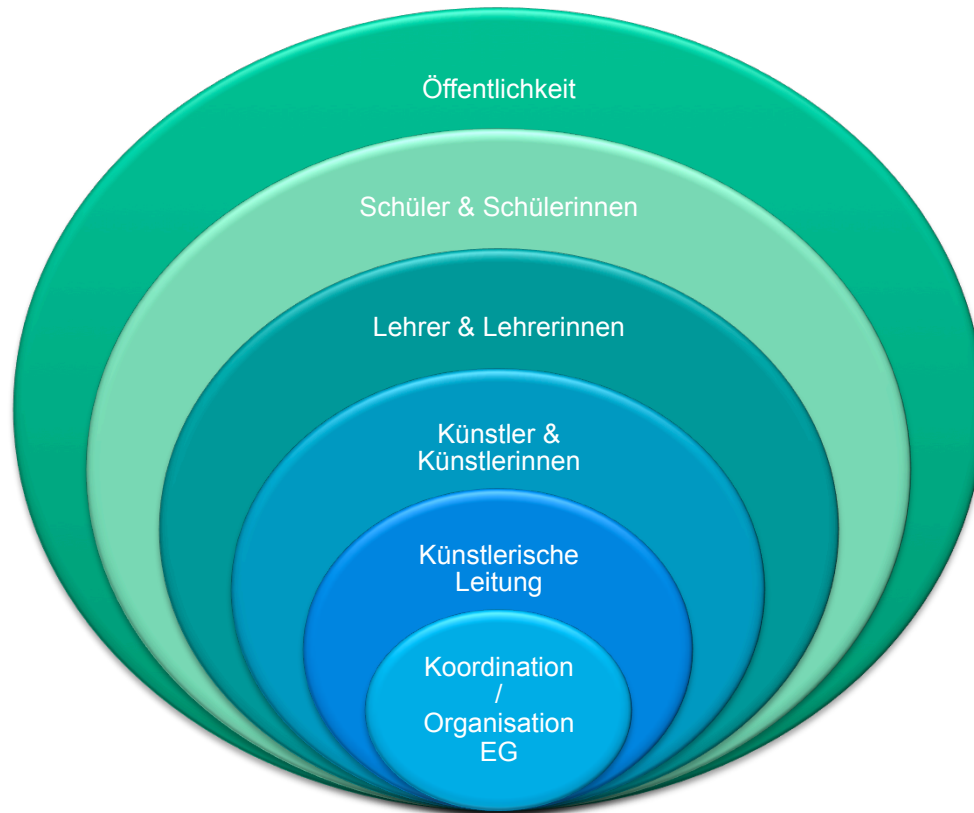 Öffentlichkeit
Schüler & Schülerinnen
Lehrer & Lehrerinnen
Künstler &
Künstlerinnen
Künstlerische
Leitung
Koordination
/
Organisation
EG